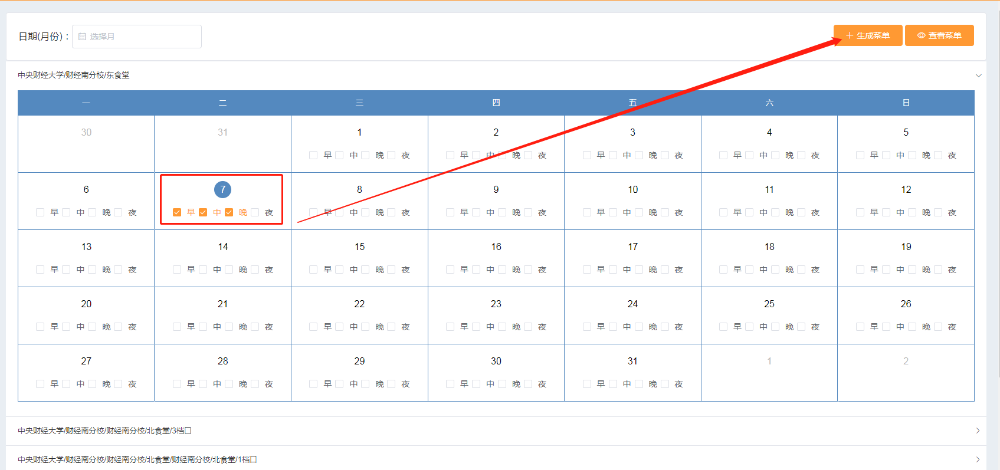 日期(月份) : 选择月 生成菜单 查看菜单
中央财经大学/财经南分校/东食堂
一 二 三 四 五 六 日
30 31 1 2 3 4 5
早 中 晚 夜 早 中 晚 夜 早 中 晚 夜 早 中 晚 夜 早 中 晚 夜
6 7 8 9 10 11 12
早 中 晚 夜 早 中 晚 夜 早 中 晚 夜 早 中 晚 夜 早 中 晚 夜 早 中 晚 夜 早 中 晚 夜
13 14 15 16 17 18 19
早 中 晚 夜 早 中 晚 夜 早 中 晚 夜 早 中 晚 夜 早 中 晚 夜 早 中 晚 夜 早 中 晚 夜
20 21 22 23 24 25 26
早 中 晚 夜 早 中 晚 夜 早 中 晚 夜 早 中 晚 夜 早 中 晚 夜 早 中 晚 夜 早 中 晚 夜
27 28 29 30 31 1 2
早 中 晚 夜 早 中 晚 夜 早 中 晚 夜 早 中 晚 夜 早 中 晚 夜
中央财经大学/财经南分校/财经南分校/北食堂/3档口
中央财经大学/财经南分校/财经南分校/北食堂/财经南分校/北食堂/1档口